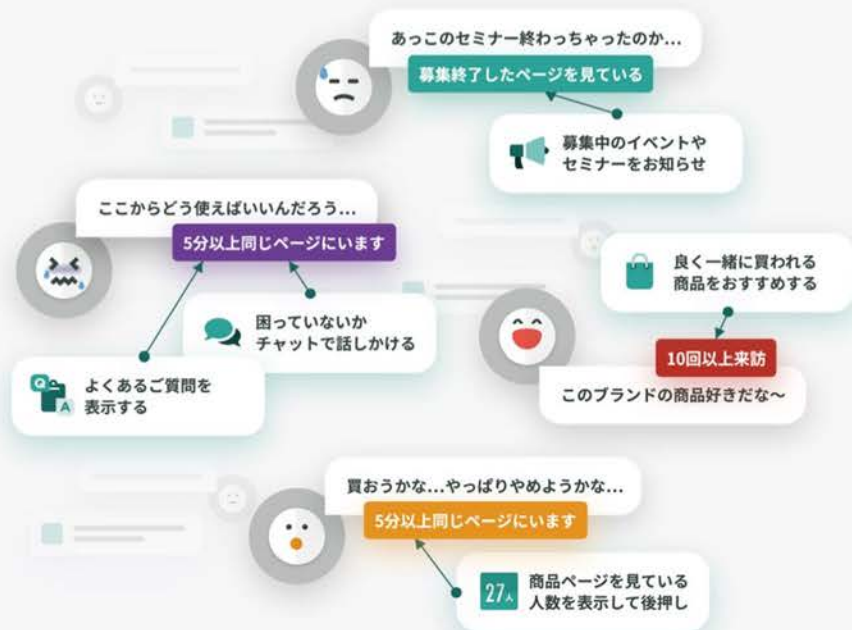 あっこのセミナー終わっちゃったのか...
募集終了したページを見ている
募集中のイベントや
セミナーをお知らせ
ここからどう使えばいいんだろう...
5分以上同じページにいます
困っていないか
チャットで話しかける
Q
A
よくあるご質問を
表示する
良く一緒に買われる
商品をおすすめする
10回以上来訪
このブランドの商品好きだな〜
買おうかな...やっぱりやめようかな...
5分以上同じページにいます
27人
商品ページを見ている
人数を表示して後押し